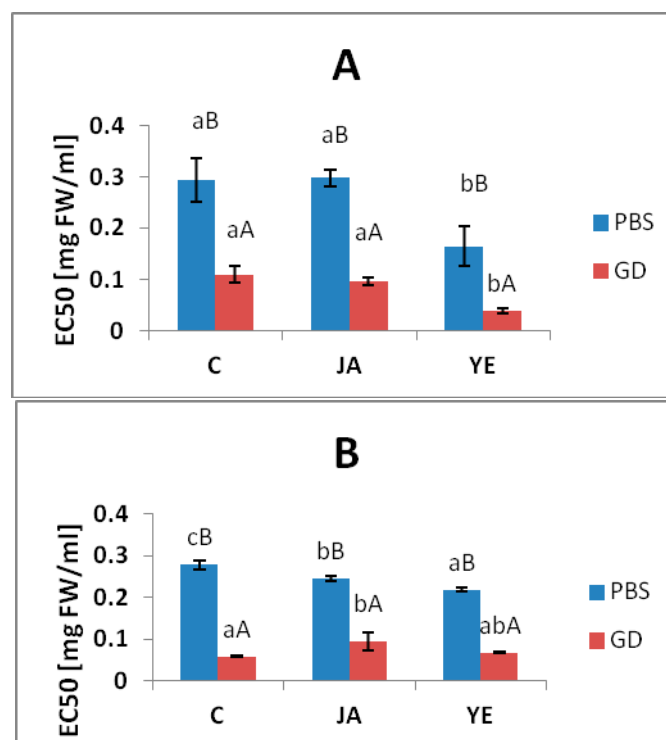 A
EC50 [mg FW/ml]
0.4
0.3
0.2
0.1
0
aB
aA
aB
aA
bB
bA
C JA YE
PBS
GD
B
EC50 [mg FW/ml]
0.4
0.3
0.2
0.1
0
cB
aA
bB
bA
aB
abA
C JA YE
PBS
GD